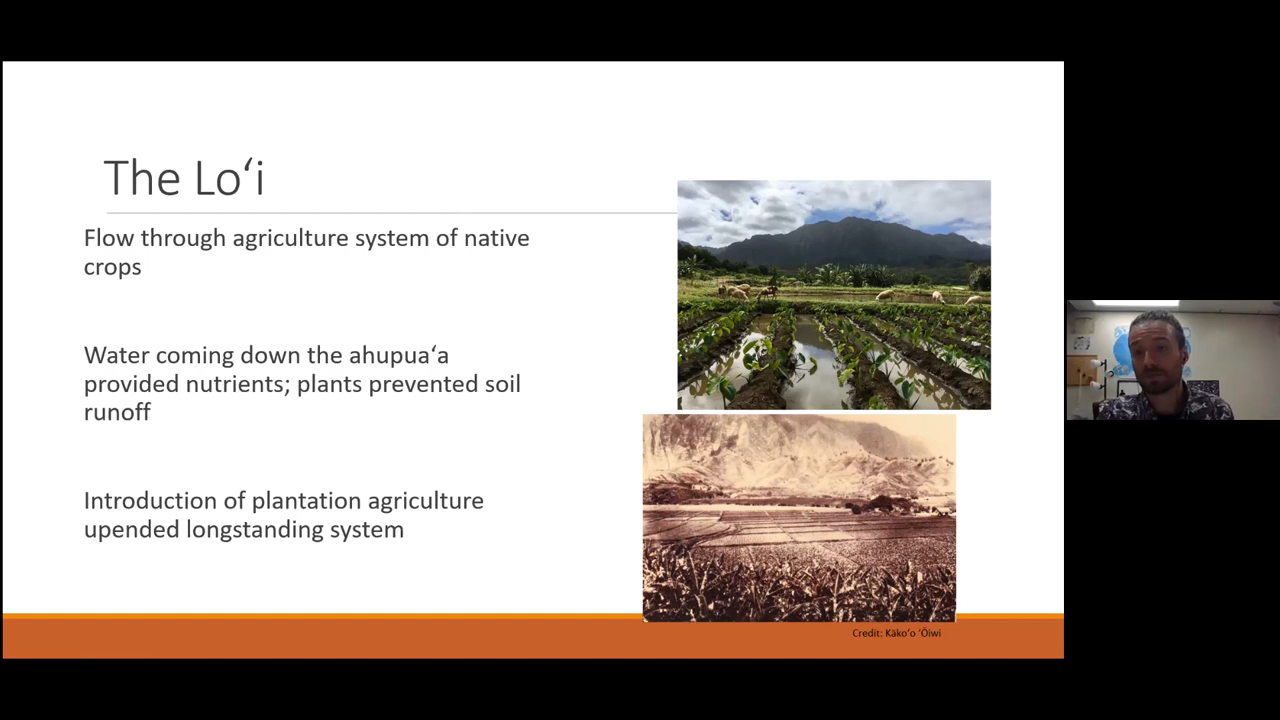 The Loʻi
Flow through agriculture system of native
crops
Water coming down the ahupuaʻa
provided nutrients; plants prevented soil
runoff
Introduction of plantation agriculture
upended longstanding system
Credit: Kākoʻo ʻŌiwi